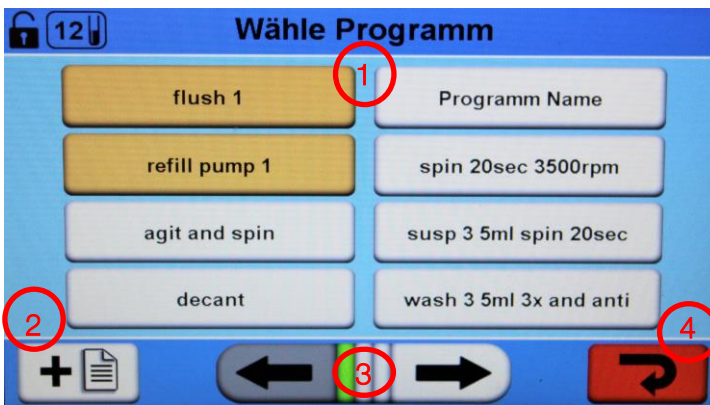 12 Wähle Programm
1
flush 1 Programm Name
refill pump 1 spin 20sec 3500rpm
agit and spin susp 3 5ml spin 20sec
decant wash 3 5ml 3x and anti
2 4
3